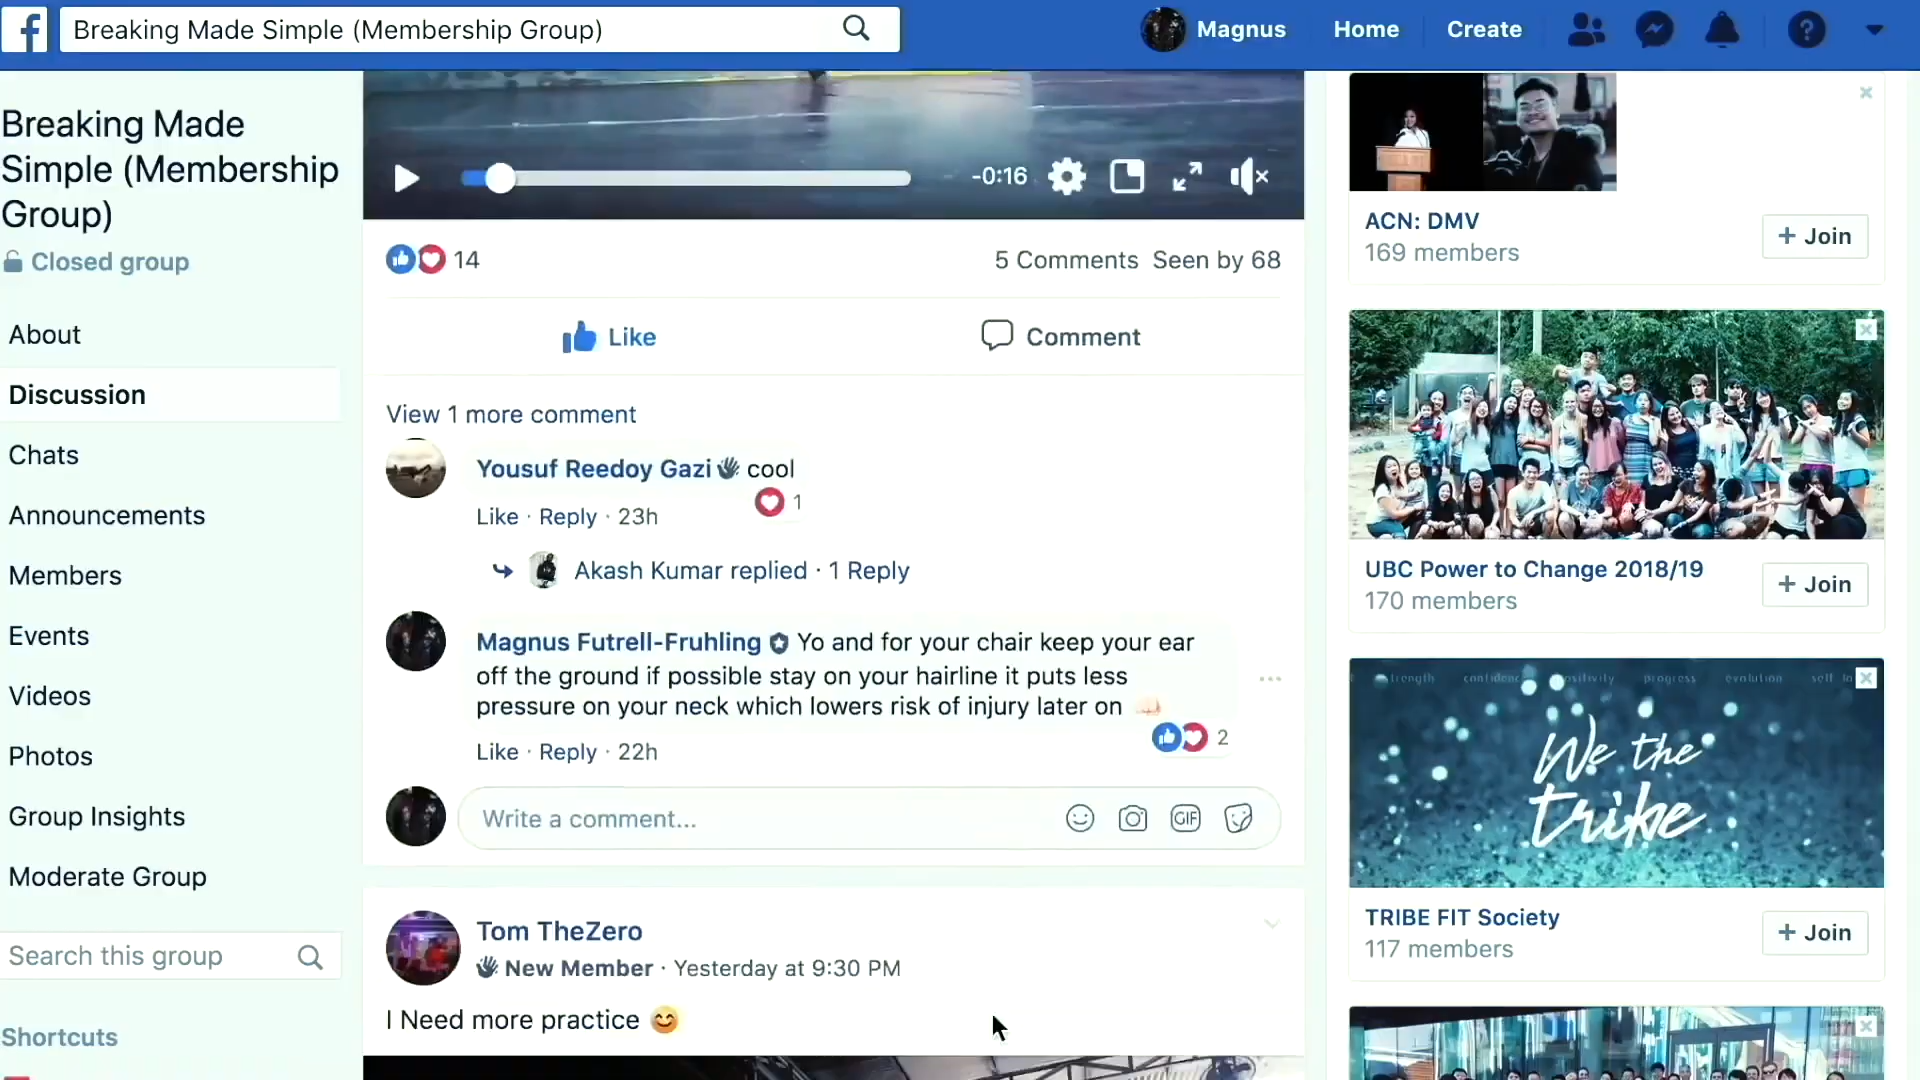 Breaking Made Simple (Membership Group)
Magnus
Home
Create
Breaking Made
Simple (Membership
Group)
Closed group
About
Discussion
Chats
Announcements
Members
Events
Videos
Photos
Group Insights
Moderate Group
Search this group
Shortcuts
-0:16
14
5 Comments Seen by 68
Like
Comment
View 1 more comment
Yousuf Reedoy Gazi cool
1
Like · Reply · 23h
Akash Kumar replied · 1 Reply
Magnus Futrell-Fruhling Yo and for your chair keep your ear
off the ground if possible stay on your hairline it puts less
pressure on your neck which lowers risk of injury later on 👊🏻
2
Like · Reply · 22h
Write a comment...
GIF
Tom TheZero
New Member · Yesterday at 9:30 PM
I Need more practice 😊
ACN: DMV
169 members
+ Join
UBC Power to Change 2018/19
170 members
+ Join
strength confidence positivity progress evolution
We the
tribe
TRIBE FIT Society
117 members
+ Join